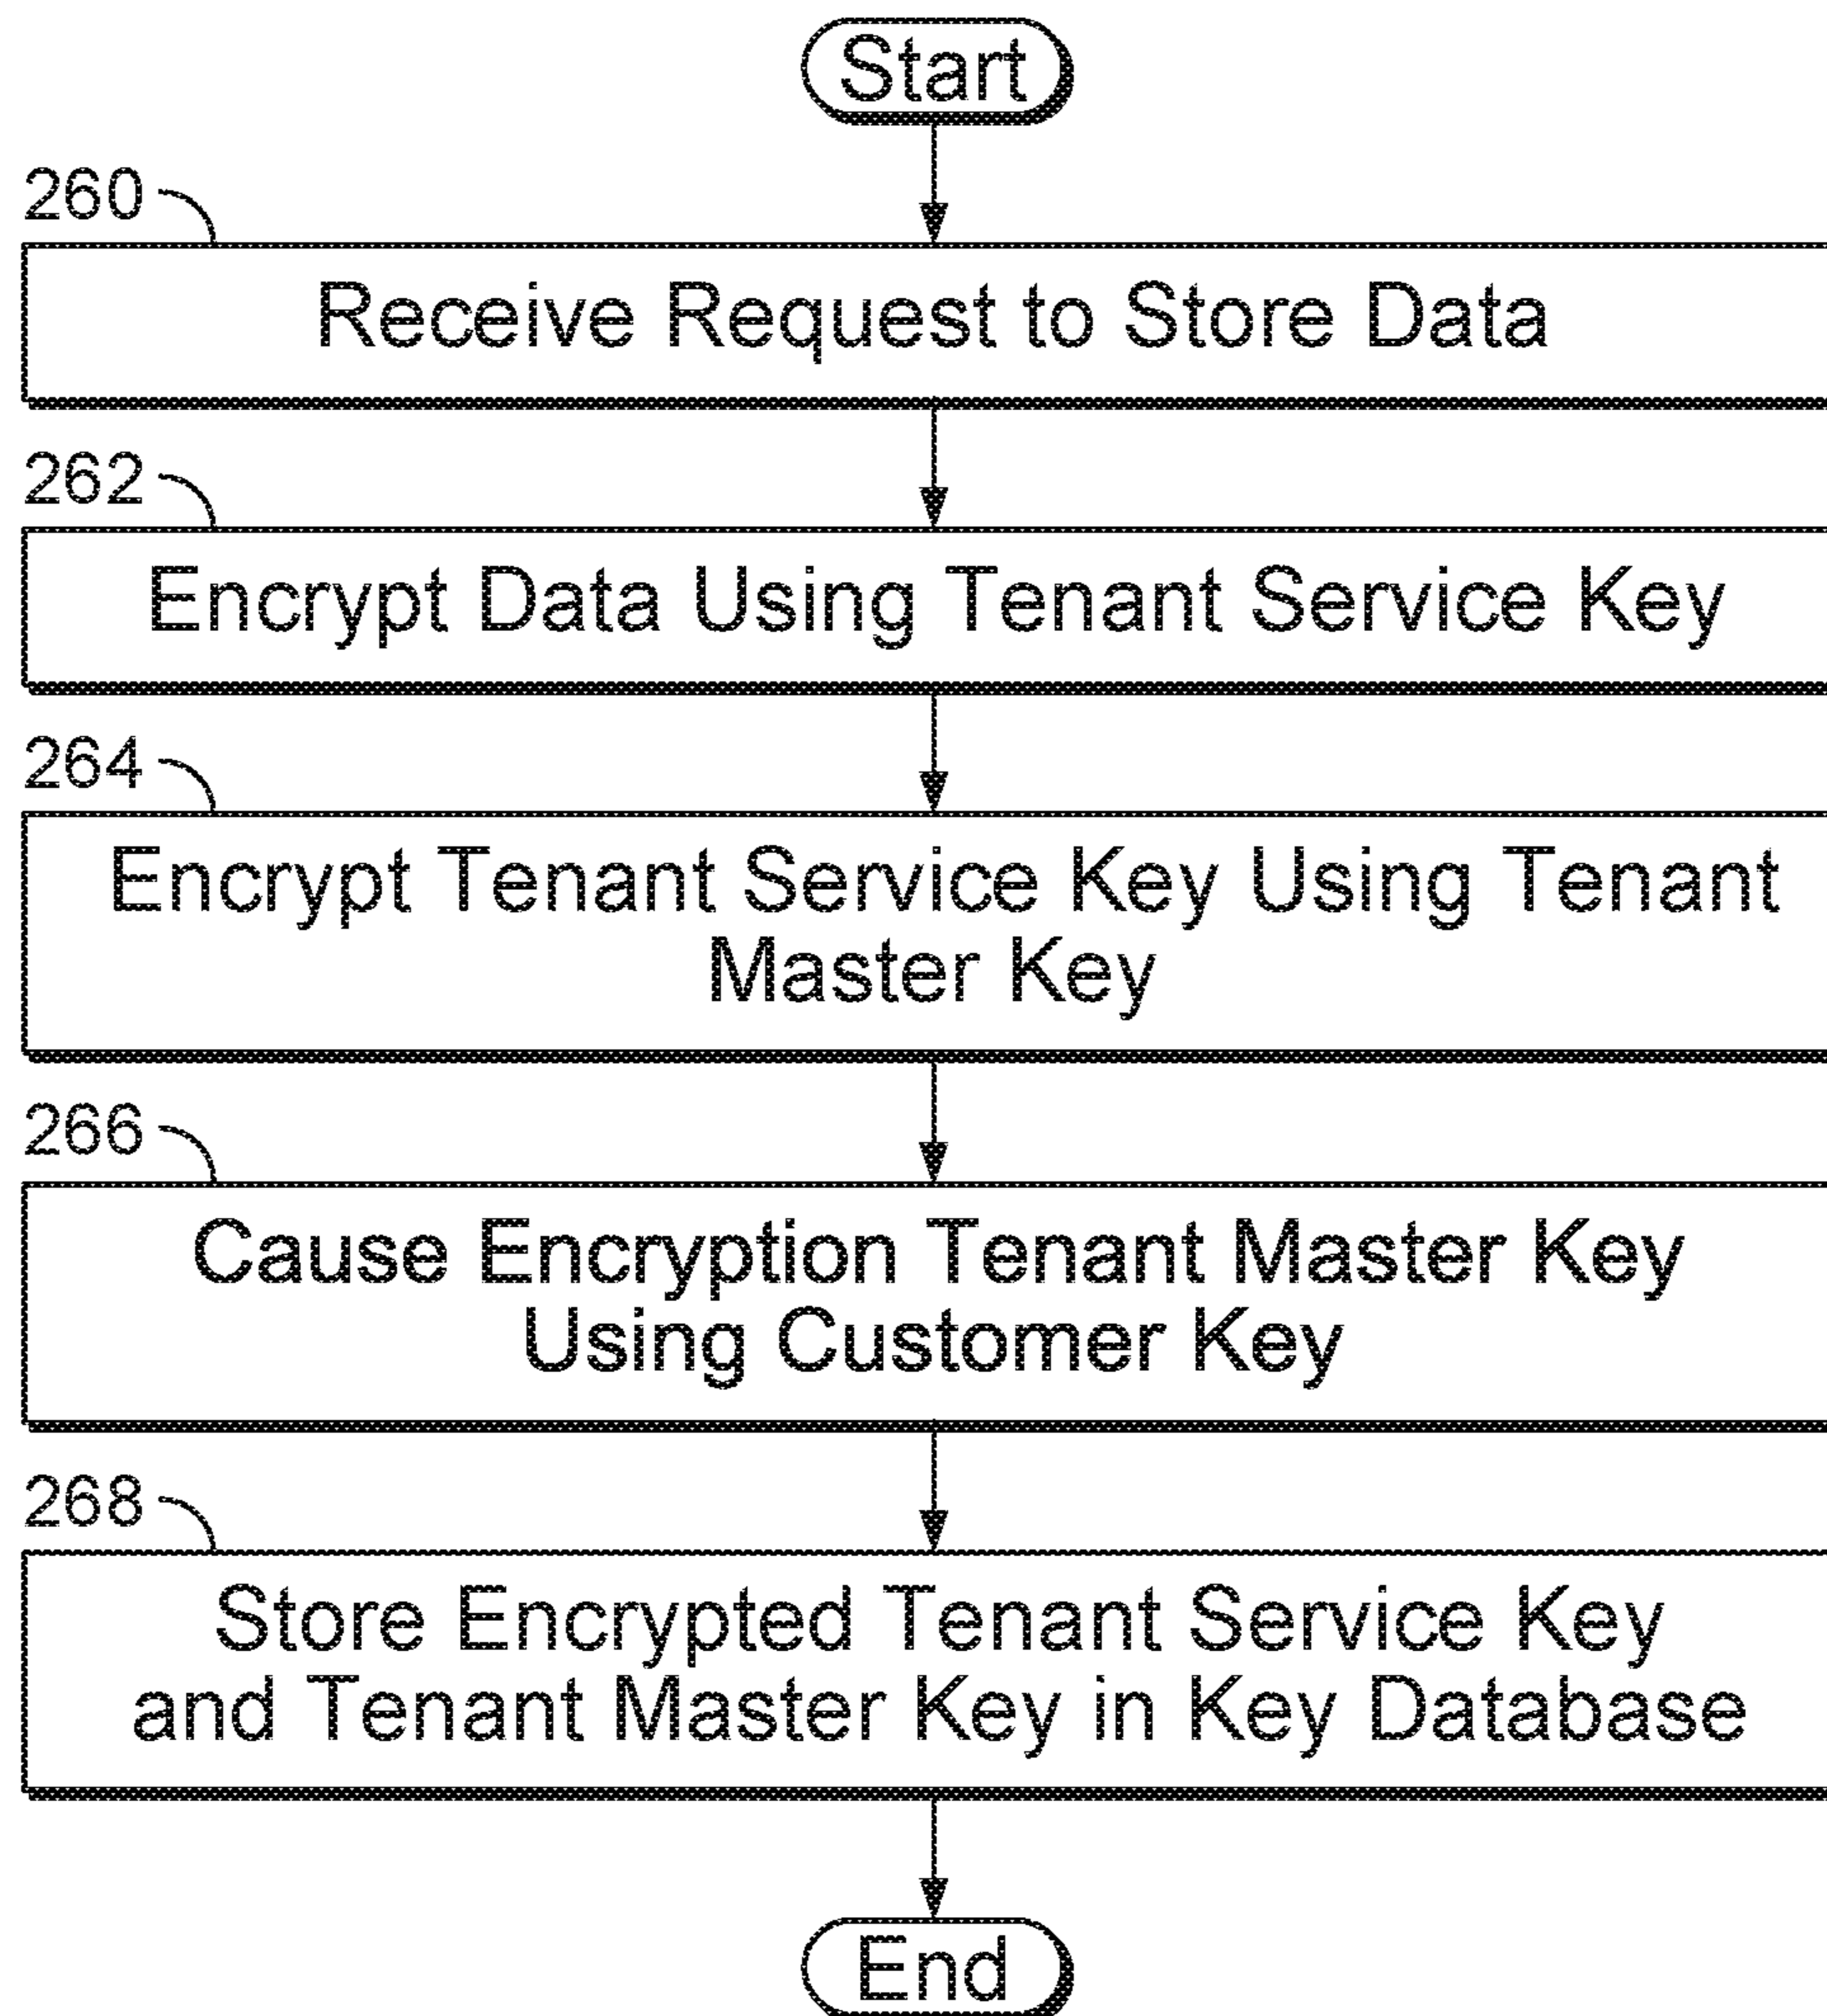 Start
260
Receive Request to Store Data
262
Encrypt Data Using Tenant Service Key
264
Encrypt Tenant Service Key Using Tenant
Master Key
266
Cause Encryption Tenant Master Key
Using Customer Key
268
Store Encrypted Tenant Service Key
and Tenant Master Key in Key Database
End